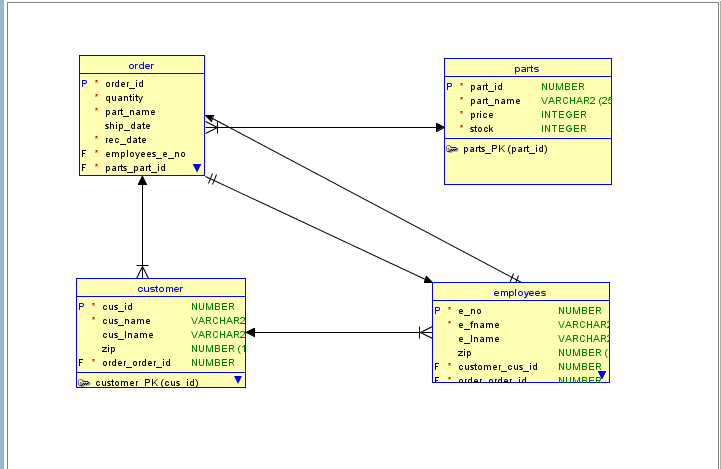 order
P * order_id
* quantity
* part_name
ship_date
* rec_date
F * employees_e_no
F * parts_part_id
parts
P * part_id NUMBER
* part_name VARCHAR2 (25
* price INTEGER
* stock INTEGER
parts_PK (part_id)
customer
P * cus_id NUMBER
* cus_name VARCHAR2
cus_lname VARCHAR2
zip NUMBER (1
F * order_order_id NUMBER
customer_PK (cus_id)
employees
P * e_no NUMBER
* e_fname VARCHAR2
e_lname VARCHAR2
zip NUMBER (
F * customer_cus_id NUMBER
F * order_order_id NUMBER